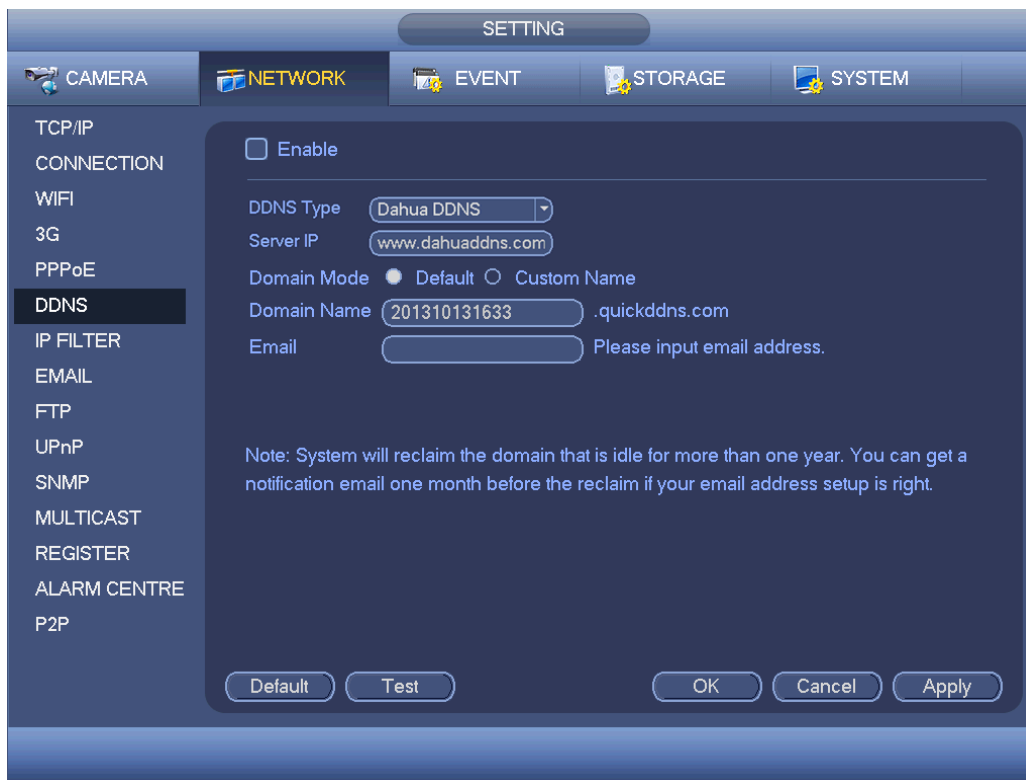 SETTING
CAMERA NETWORK EVENT STORAGE SYSTEM
TCP/IP
CONNECTION
WIFI
3G
PPPoE
DDNS
IP FILTER
EMAIL
FTP
UPnP
SNMP
MULTICAST
REGISTER
ALARM CENTRE
P2P
Enable
DDNS Type Dahua DDNS
Server IP www.dahuaddns.com
Domain Mode Default Custom Name
Domain Name 201310131633 .quickddns.com
Email Please input email address.
Note: System will reclaim the domain that is idle for more than one year. You can get a
notification email one month before the reclaim if your email address setup is right.
Default Test OK Cancel Apply